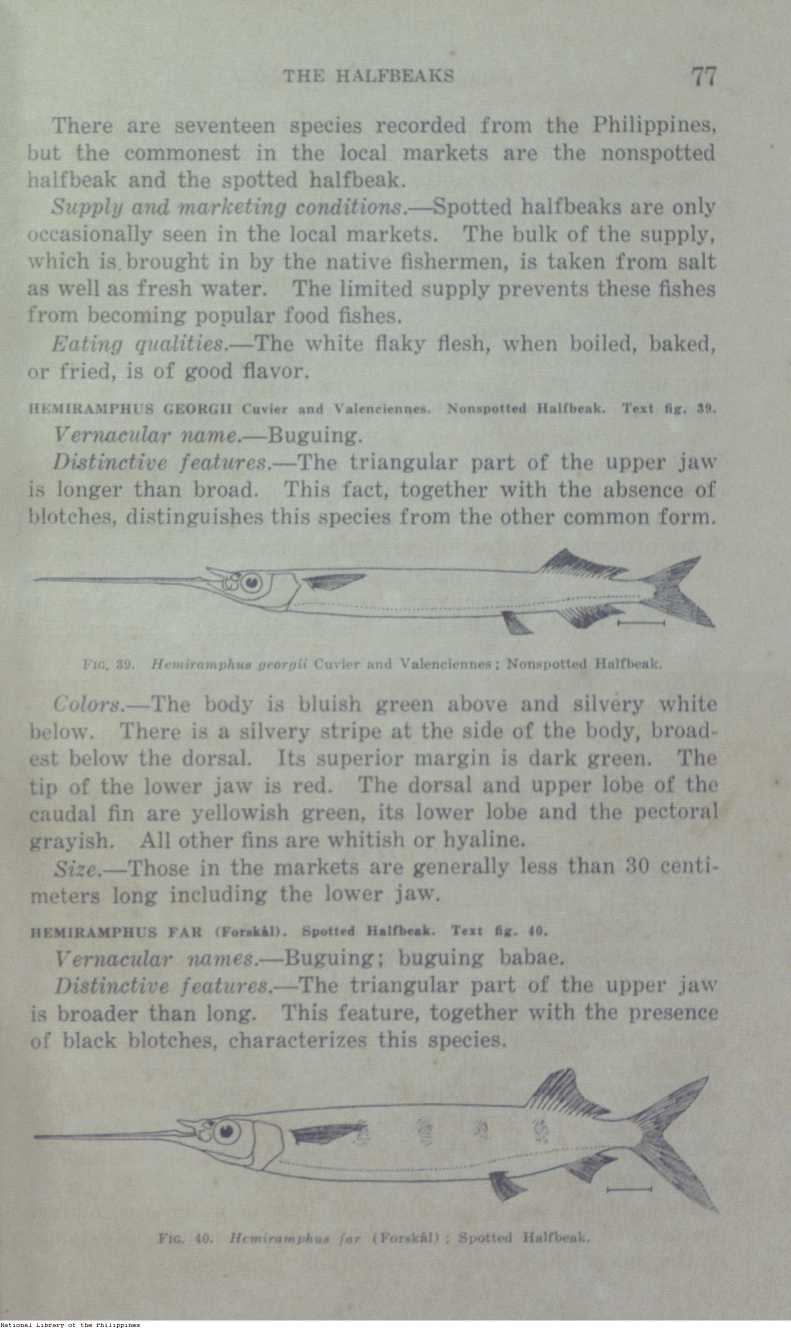 THE HALFBEAKS 77
There are seventeen species recorded from the Philippines,
but the commonest in the local markets are the nonspotted
halfbeak and the spotted halfbeak.
Supply and marketing conditions.—Spotted halfbeaks are only
occasionally seen in the local markets. The bulk of the supply,
which is brought in by the native fishermen, is taken from salt
as well as fresh water. The limited supply prevents these fishes
from becoming popular food fishes.
Eating qualities.—The white flaky flesh, when boiled, baked,
or fried, is of good flavor.
HEMIRAMPHUS GEORGII Cuvier and Valenciennes. Nonspotted Halfbeak. Text fig. 39.
Vernacular name.—Buguing.
Distinctive features.—The triangular part of the upper jaw
is longer than broad. This fact, together with the absence of
blotches, distinguishes this species from the other common form.
FIG. 39. Hemiramphus georgii Cuvier and Valenciennes; Nonspotted Halfbeak.
Colors.—The body is bluish green above and silvery white
below. There is a silvery stripe at the side of the body, broad-
est below the dorsal. Its superior margin is dark green. The
tip of the lower jaw is red. The dorsal and upper lobe of the
caudal fin are yellowish green, its lower lobe and the pectoral
grayish. All other fins are whitish or hyaline.
Size.—Those in the markets are generally less than 30 centi-
meters long including the lower jaw.
HEMIRAMPHUS FAR (Forskål). Spotted Halfbeak. Text fig. 40.
Vernacular names.—Buguing; buguing babae.
Distinctive features.—The triangular part of the upper jaw
is broader than long. This feature, together with the presence
of black blotches, characterizes this species.
FIG. 40. Hemiramphus far (Forskål); Spotted Halfbeak.
National Library of the Philippines